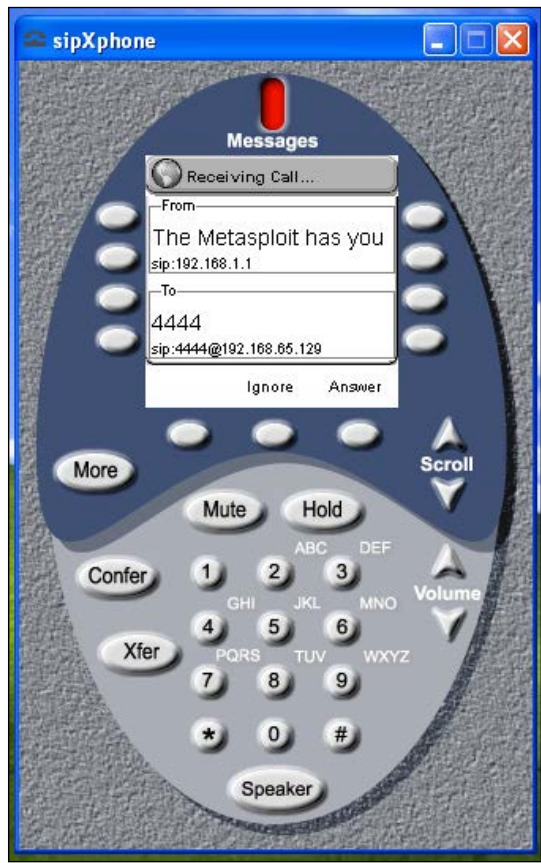 sipXphone
Messages
Receiving Call...
From
The Metasploit has you
sip:192.168.1.1
To
4444
sip:4444@192.168.65.129
Ignore Answer
More
Scroll
Mute Hold
ABC DEF
Confer 1 2 3
Volume
GHI JKL MNO
4 5 6
Xfer
PQRS TUV WXYZ
7 8 9
* 0 #
Speaker